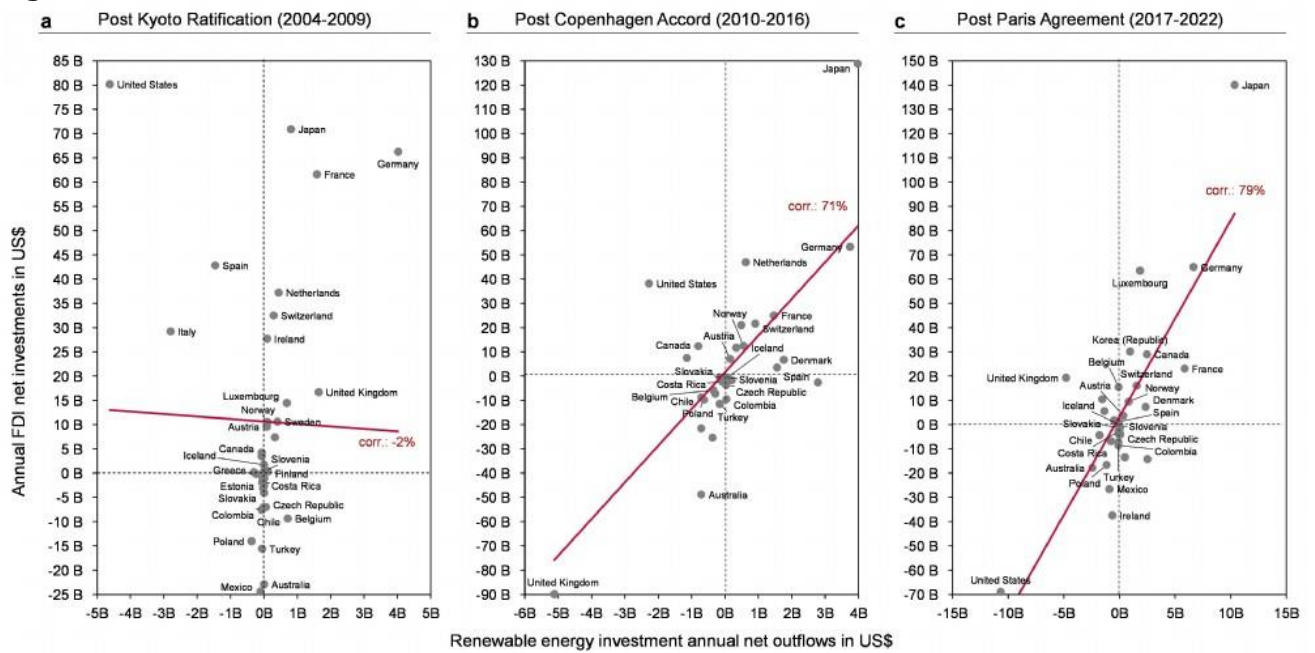 a Post Kyoto Ratification (2004-2009)
85 B
80 B
75 B
70 B
65 B
60 B
55 B
50 B
45 B
40 B
35 B
30 B
25 B
20 B
15 B
10 B
5 B
0 B
-5 B
-10 B
-15 B
-20 B
-25 B
Annual FDI net investments in US$
United States
Japan
Germany
France
Spain
Netherlands
Switzerland
Italy
Ireland
United Kingdom
Luxembourg
Norway
Sweden
Austria
corr.: -2%
Canada
Iceland
Slovenia
Greece
Finland
Estonia
Costa Rica
Slovakia
Czech Republic
Colombia
Chile
Belgium
Poland
Turkey
Mexico
Australia
-5B -4B -3B -2B -1B 0B 1B 2B 3B 4B 5B
b Post Copenhagen Accord (2010-2016)
130 B
120 B
110 B
100 B
90 B
80 B
70 B
60 B
50 B
40 B
30 B
20 B
10 B
0 B
-10 B
-20 B
-30 B
-40 B
-50 B
-60 B
-70 B
-80 B
-90 B
Japan
corr.: 71%
Germany
Netherlands
United States
Norway
France
Switzerland
Austria
Canada
Iceland
Denmark
Slovakia
Slovenia
Spain
Costa Rica
Czech Republic
Belgium
Chile
Colombia
Poland
Turkey
Australia
United Kingdom
-6B -5B -4B -3B -2B -1B 0B 1B 2B 3B 4B
c Post Paris Agreement (2017-2022)
150 B
140 B
130 B
120 B
110 B
100 B
90 B
80 B
70 B
60 B
50 B
40 B
30 B
20 B
10 B
0 B
-10 B
-20 B
-30 B
-40 B
-50 B
-60 B
-70 B
Japan
corr.: 79%
Germany
Luxembourg
Korea (Republic)
Canada
Belgium
France
United Kingdom
Switzerland
Austria
Norway
Denmark
Iceland
Spain
Slovakia
Slovenia
Chile
Czech Republic
Costa Rica
Colombia
Australia
Turkey
Poland
Mexico
Ireland
United States
-15B -10B -5B 0B 5B 10B 15B
Renewable energy investment annual net outflows in US$